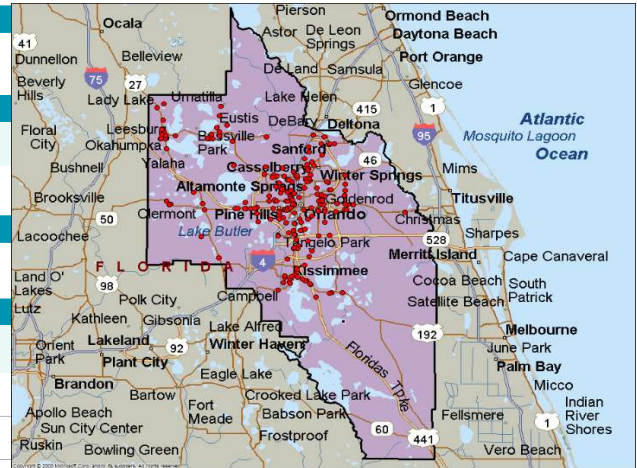 Pierson
Ormond Beach
Ocala
Astor
De Leon
Springs
Daytona Beach
41
Belleview
Port Orange
Dunnellon
75
De Land
Samsula
Beverly
Hills
27
Glencoe
Lady Lake
Umatilla
Lake Helen
415
1
Eustis
DeBary
Deltona
Atlantic
Ocean
Floral
City
Leesburg
Park
95
Mosquito Lagoon
Okahumpka
Sanford
Bushnell
Yalaha
Casselberry
46
Mims
Altamonte Springs
Winter Springs
Brooksville
Titusville
Clermont
Pine Hills
Goldenrod
50
Orlando
Christmas
Lacoochee
Lake Butler
Tangelo Park
528
Sharpes
4
Merritt Island
Cape Canaveral
FLORIDA
Kissimmee
Land O'
Lakes
98
Cocoa Beach
South
Patrick
Polk City
Campbell
Satellite Beach
Lutz
Kathleen
Gibsonia
Lake Alfred
192
Melbourne
Orient
Park
Lakeland
92
Winter Haven
June Park
Plant City
Floridas Tpke
Palm Bay
Eagle Lake
Brandon
Micco
Bartow
Crooked Lake Park
Indian
River
Shores
Apollo Beach
Fort
Meade
Babson Park
Fellsmere
1
Sun City Center
60
441
Ruskin
Frostproof
Bowling Green
Vero Beach